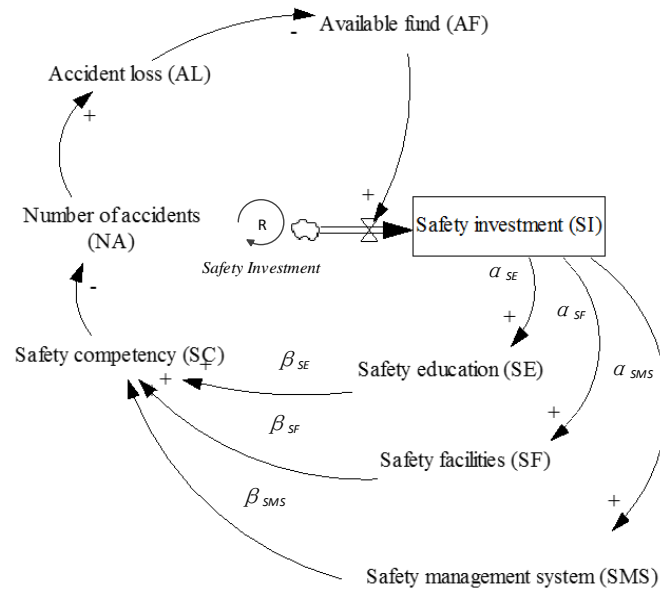 Available fund (AF)
-
Accident loss (AL)
+
+
Number of accidents
(NA)
R
Safety investment (SI)
Safety Investment
α SE
α SF
-
+
α SMS
Safety competency (SC)
β SE
Safety education (SE)
+
+
β SF
+
Safety facilities (SF)
β SMS
+
Safety management system (SMS)